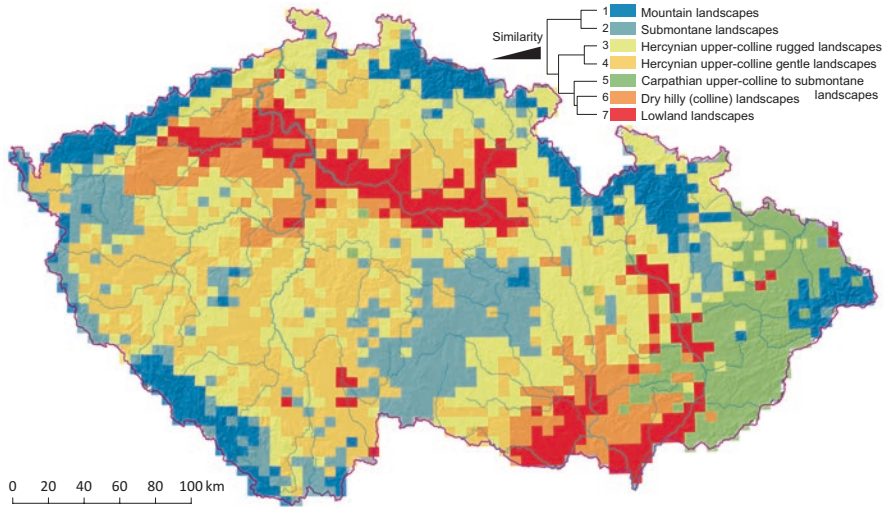 Similarity
1 Mountain landscapes
2 Submontane landscapes
3 Hercynian upper-colline rugged landscapes
4 Hercynian upper-colline gentle landscapes
5 Carpathian upper-colline to submontane
landscapes
6 Dry hilly (colline) landscapes
7 Lowland landscapes
0 20 40 60 80 100 km